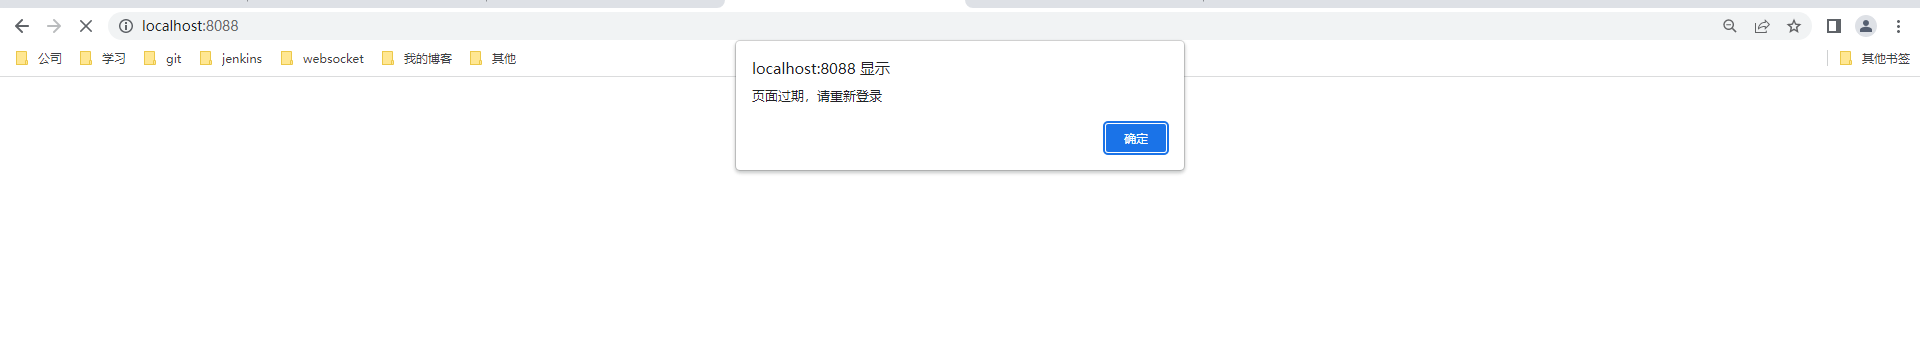 localhost:8088
公司 学习 git jenkins websocket 我的博客 其他 其他书签
localhost:8088 显示
页面过期，请重新登录
确定